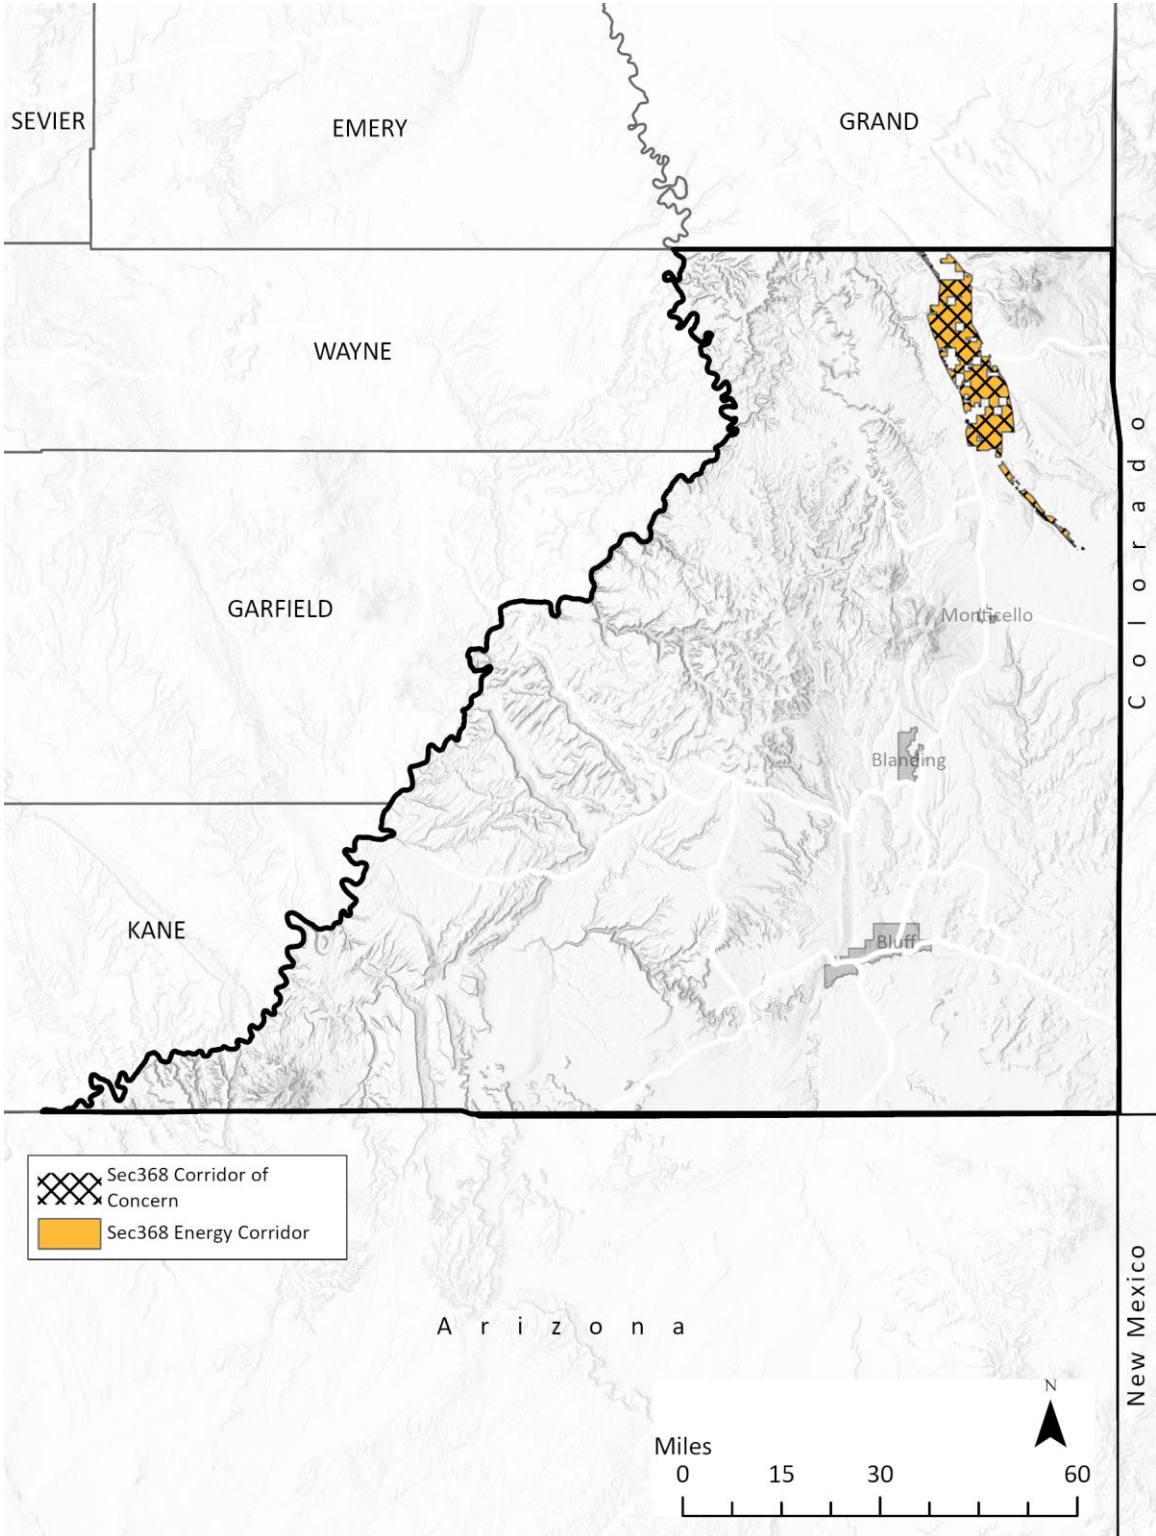 SEVIER
EMERY
GRAND
WAYNE
GARFIELD
Colorado
Monticello
Blanding
KANE
Bluff
Sec368 Corridor of
Concern
Sec368 Energy Corridor
Arizona
New Mexico
N
Miles
0 15 30 60